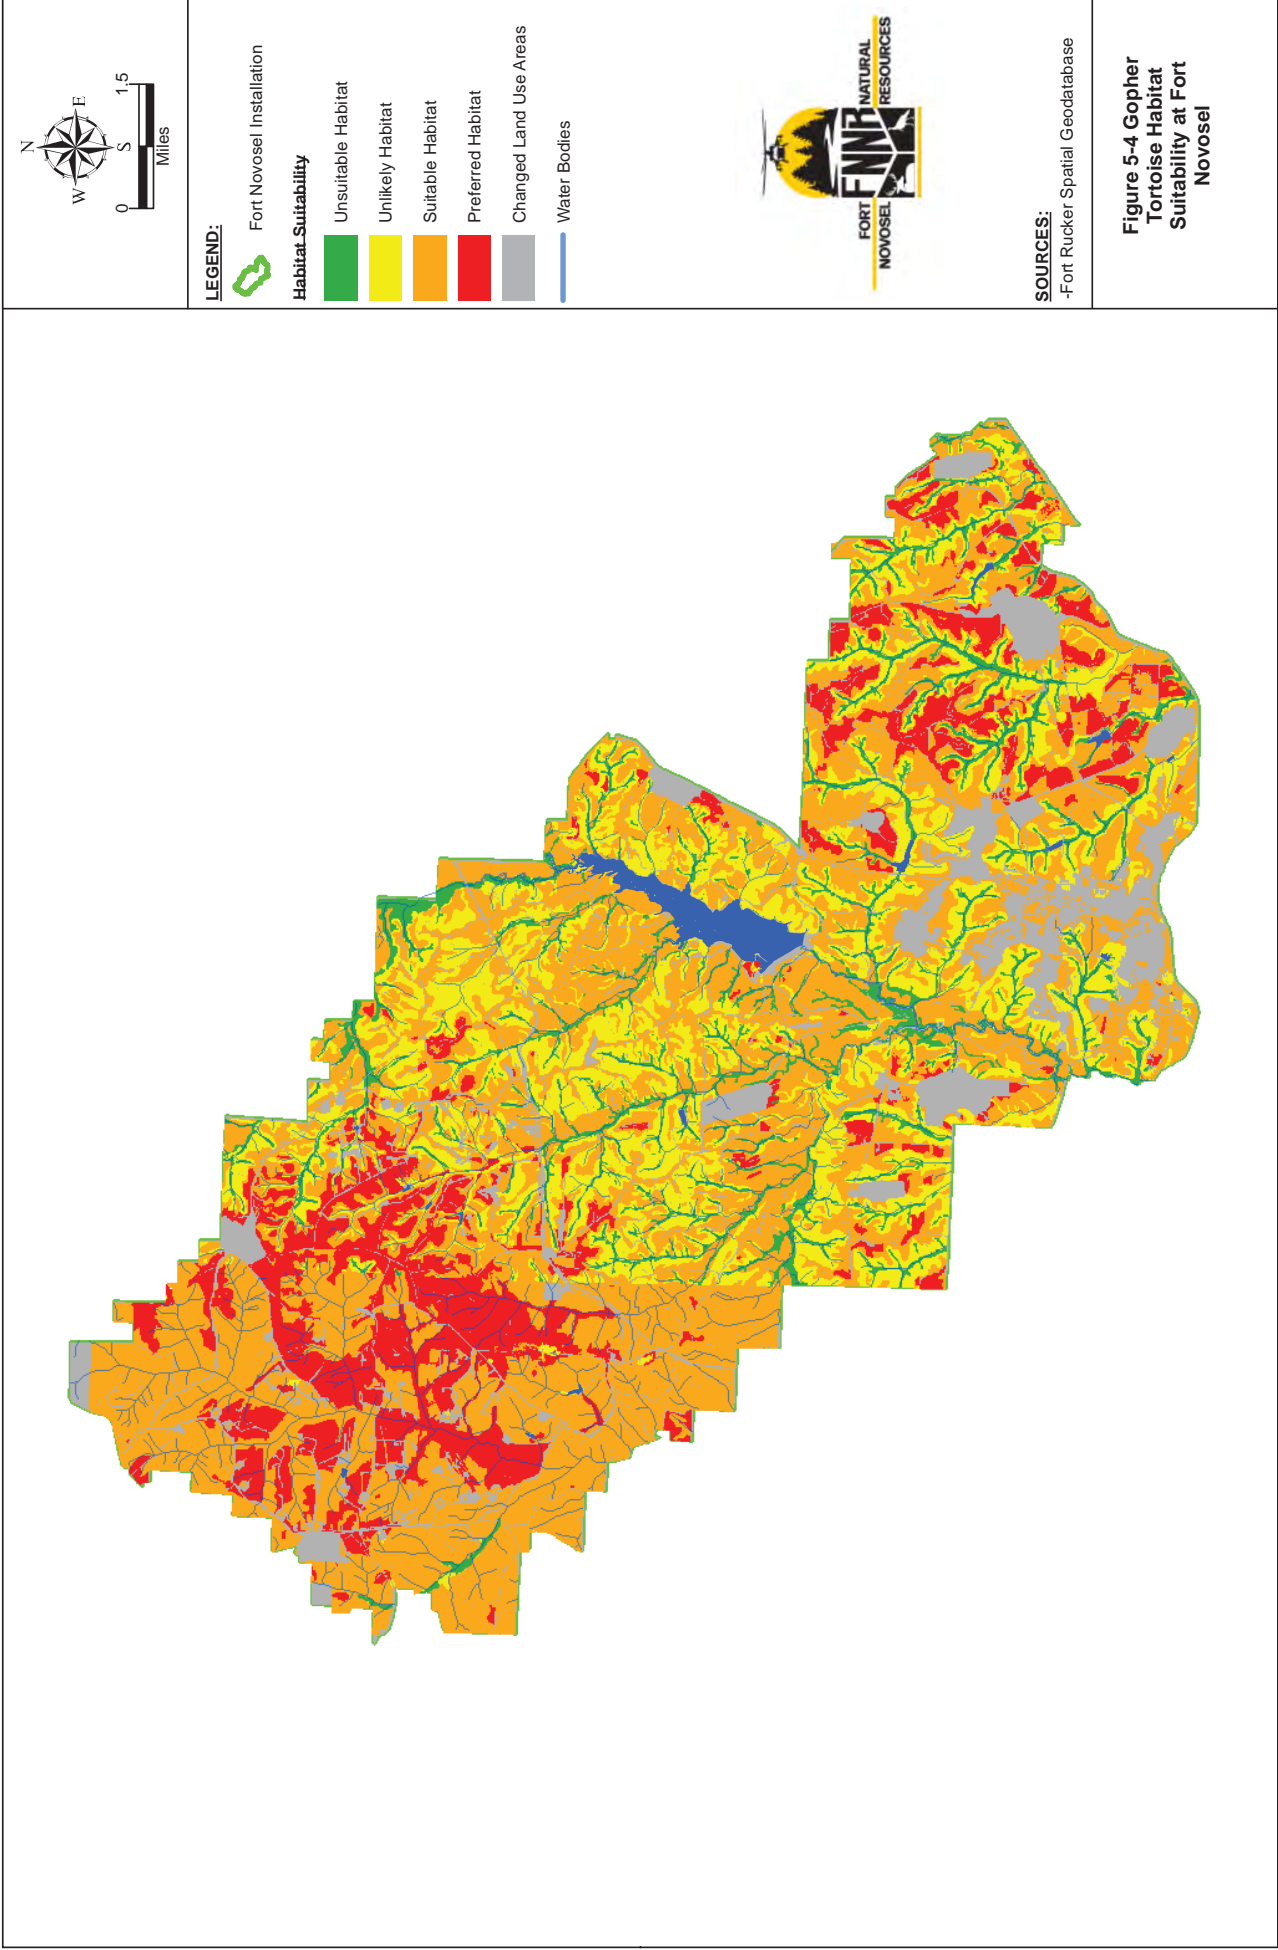 N
W
E
S
0
1.5
Miles
LEGEND:
Fort Novosel Installation
Habitat Suitability
Unsuitable Habitat
Unlikely Habitat
Suitable Habitat
Preferred Habitat
Changed Land Use Areas
Water Bodies
FORT
NOVOSEL
FNNR
NATURAL
RESOURCES
SOURCES:
-Fort Rucker Spatial Geodatabase
Figure 5-4 Gopher
Tortoise Habitat
Suitability at Fort
Novosel